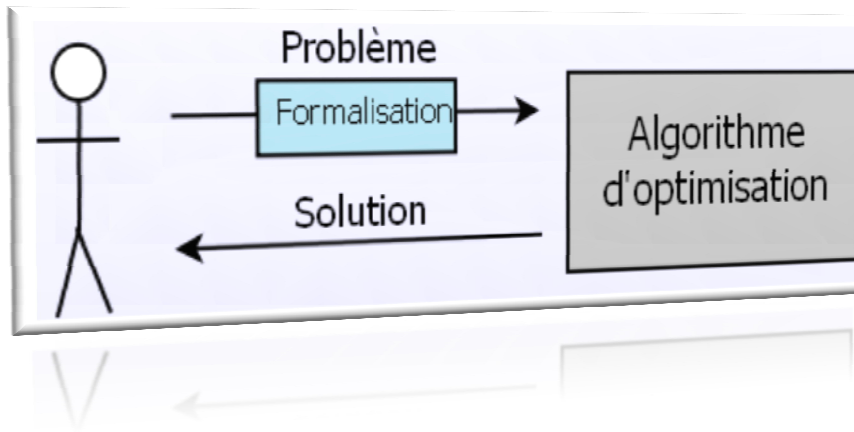 Problème
Formalisation
Solution
Algorithme
d'optimisation